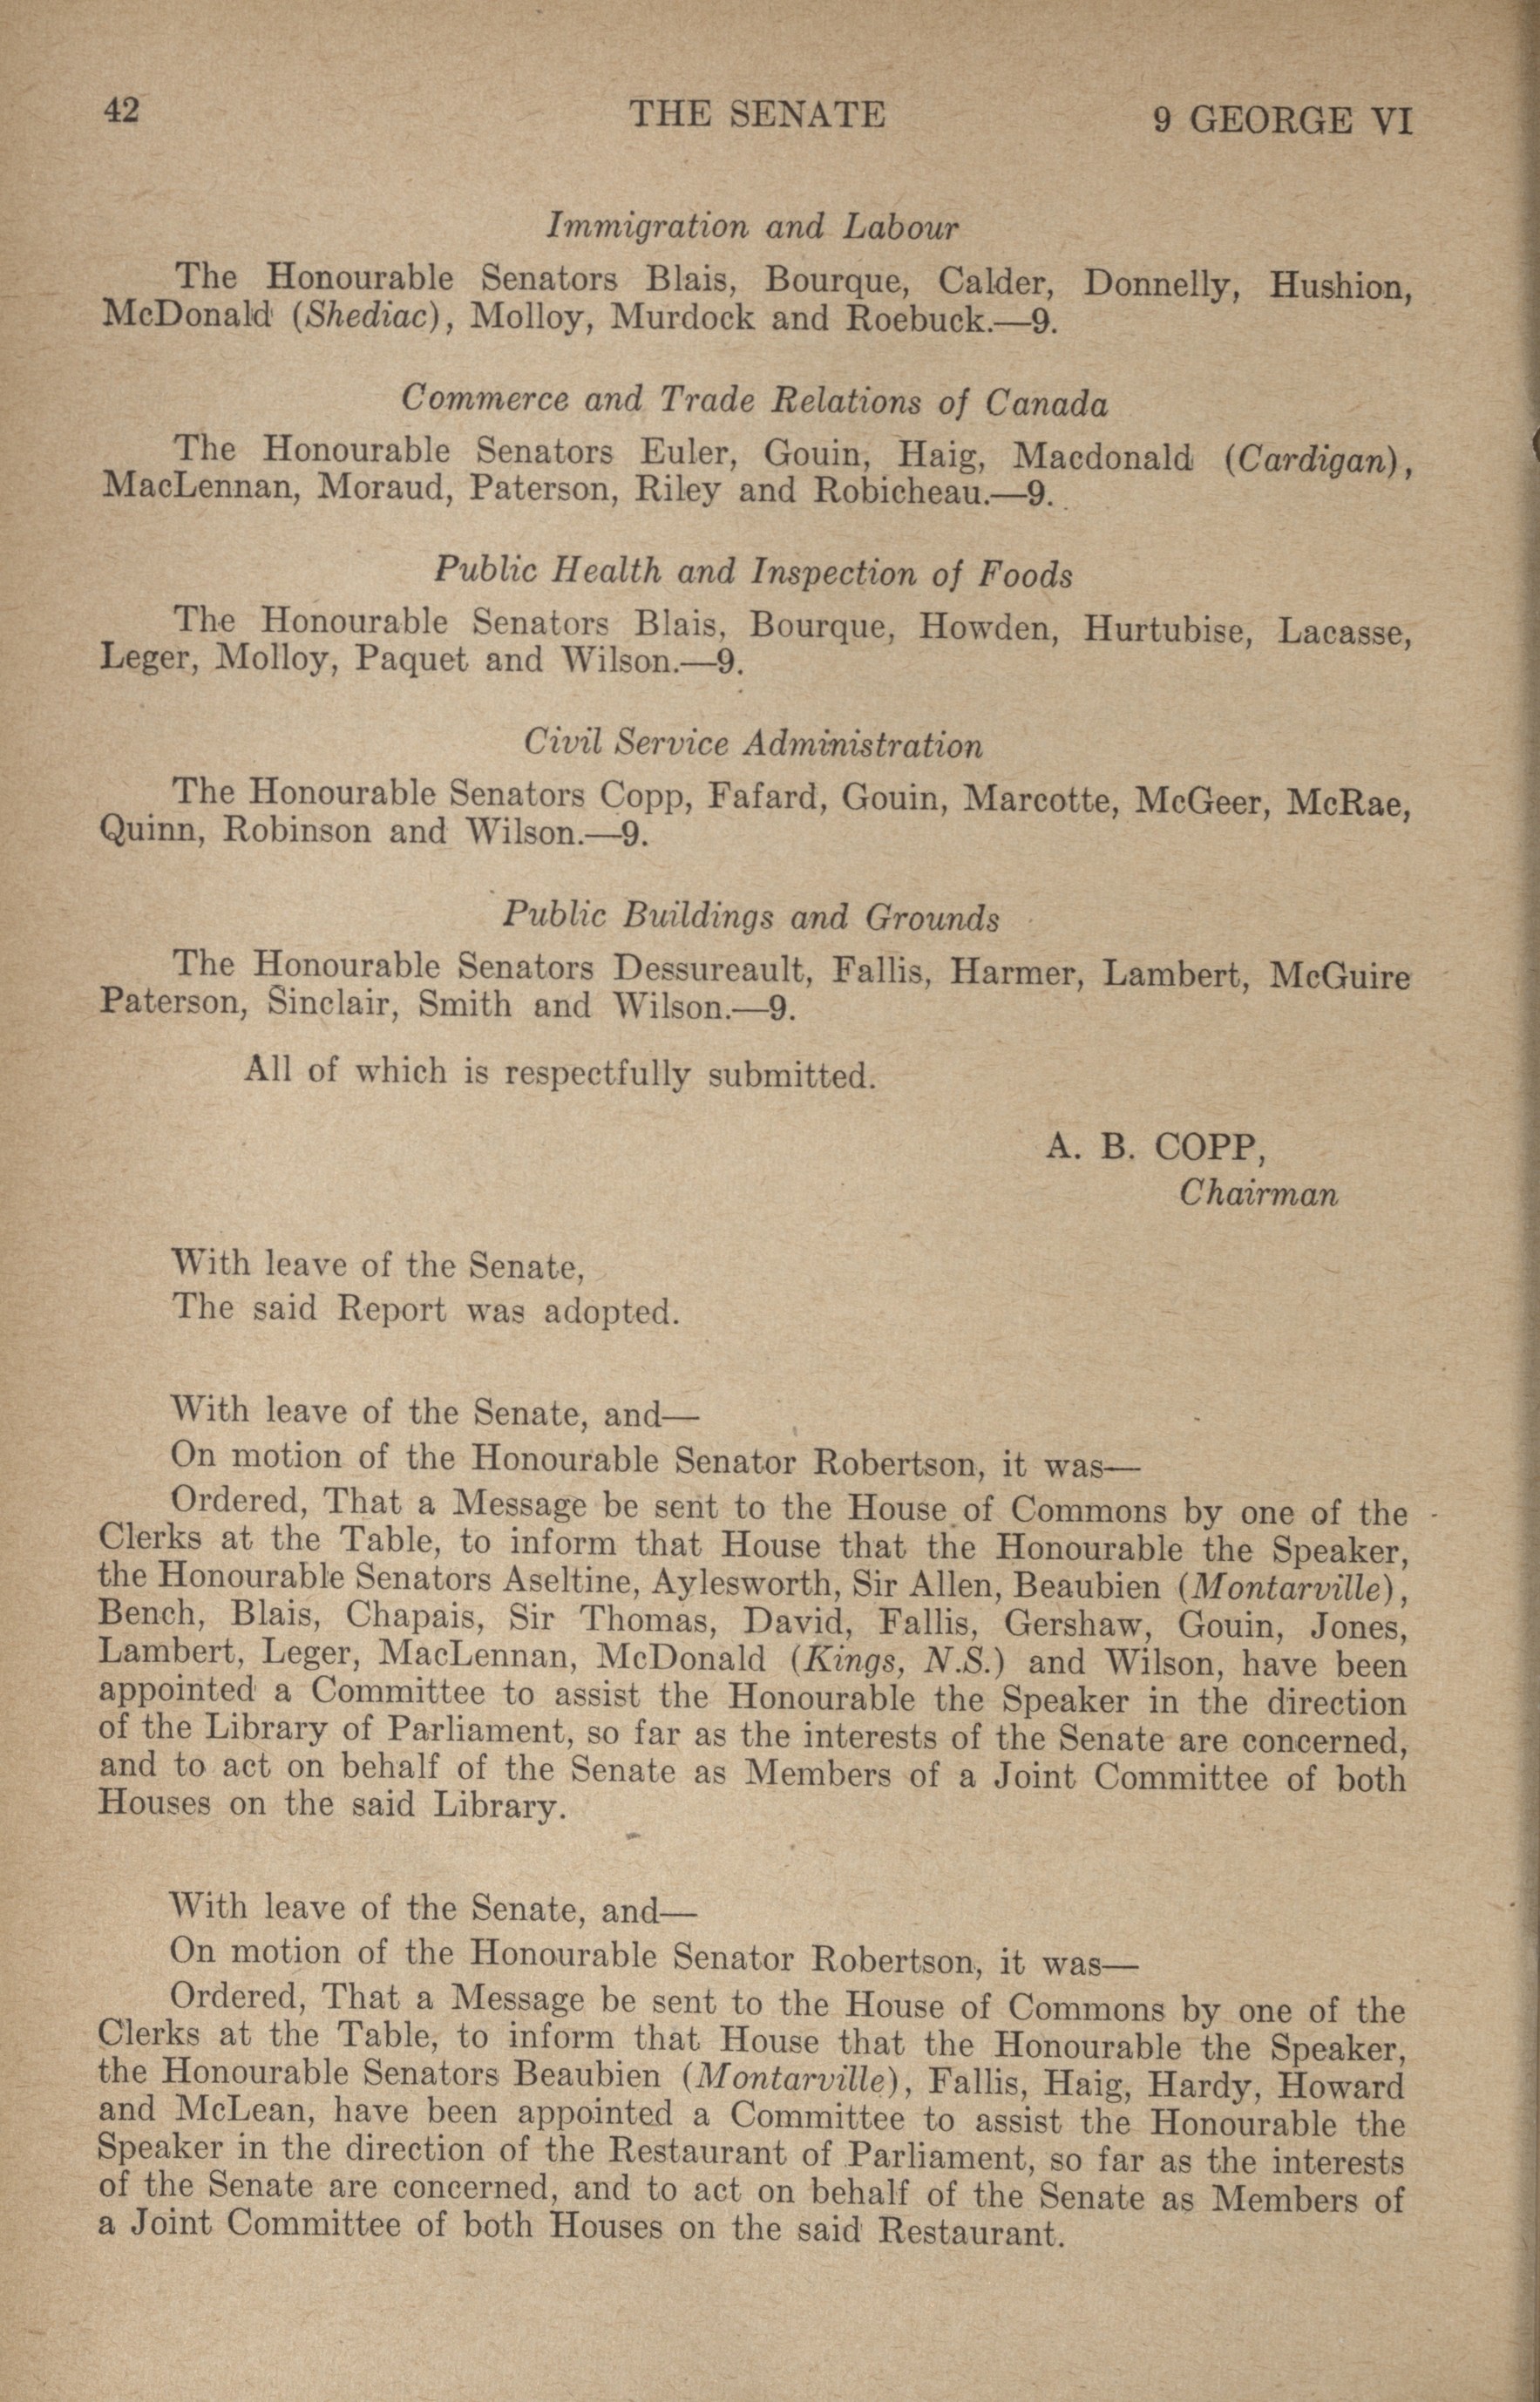 42 THE SENATE 9 GEORGE VI
Immigration and Labour
The Honourable Senators Blais, Bourque, Calder, Donnelly, Hushion,
McDonald (Shediac), Molloy, Murdock and Roebuck.—9.
Commerce and Trade Relations of Canada
The Honourable Senators Euler, Gouin, Haig, Macdonald (Cardigan),
MacLennan, Moraud, Paterson, Riley and Robicheau.—9.
Public Health and Inspection of Foods
The Honourable Senators Blais, Bourque, Howden, Hurtubise, Lacasse,
Leger, Molloy, Paquet and Wilson.—9.
Civil Service Administration
The Honourable Senators Copp, Fafard, Gouin, Marcotte, McGeer, McRae,
Quinn, Robinson and Wilson.—9.
Public Buildings and Grounds
The Honourable Senators Dessureault, Fallis, Harmer, Lambert, McGuire
Paterson, Sinclair, Smith and Wilson.—9.
All of which is respectfully submitted.
A. B. COPP,
Chairman
With leave of the Senate,
The said Report was adopted.
With leave of the Senate, and—
On motion of the Honourable Senator Robertson, it was—
Ordered, That a Message be sent to the House of Commons by one of the
Clerks at the Table, to inform that House that the Honourable the Speaker,
the Honourable Senators Aseltine, Aylesworth, Sir Allen, Beaubien (Montarville),
Bench, Blais, Chapais, Sir Thomas, David, Fallis, Gershaw, Gouin, Jones,
Lambert, Leger, MacLennan, McDonald (Kings, N.S.) and Wilson, have been
appointed a Committee to assist the Honourable the Speaker in the direction
of the Library of Parliament, so far as the interests of the Senate are concerned,
and to act on behalf of the Senate as Members of a Joint Committee of both
Houses on the said Library.
With leave of the Senate, and—
On motion of the Honourable Senator Robertson, it was—
Ordered, That a Message be sent to the House of Commons by one of the
Clerks at the Table, to inform that House that the Honourable the Speaker,
the Honourable Senators Beaubien (Montarville), Fallis, Haig, Hardy, Howard
and McLean, have been appointed a Committee to assist the Honourable the
Speaker in the direction of the Restaurant of Parliament, so far as the interests
of the Senate are concerned, and to act on behalf of the Senate as Members of
a Joint Committee of both Houses on the said Restaurant.